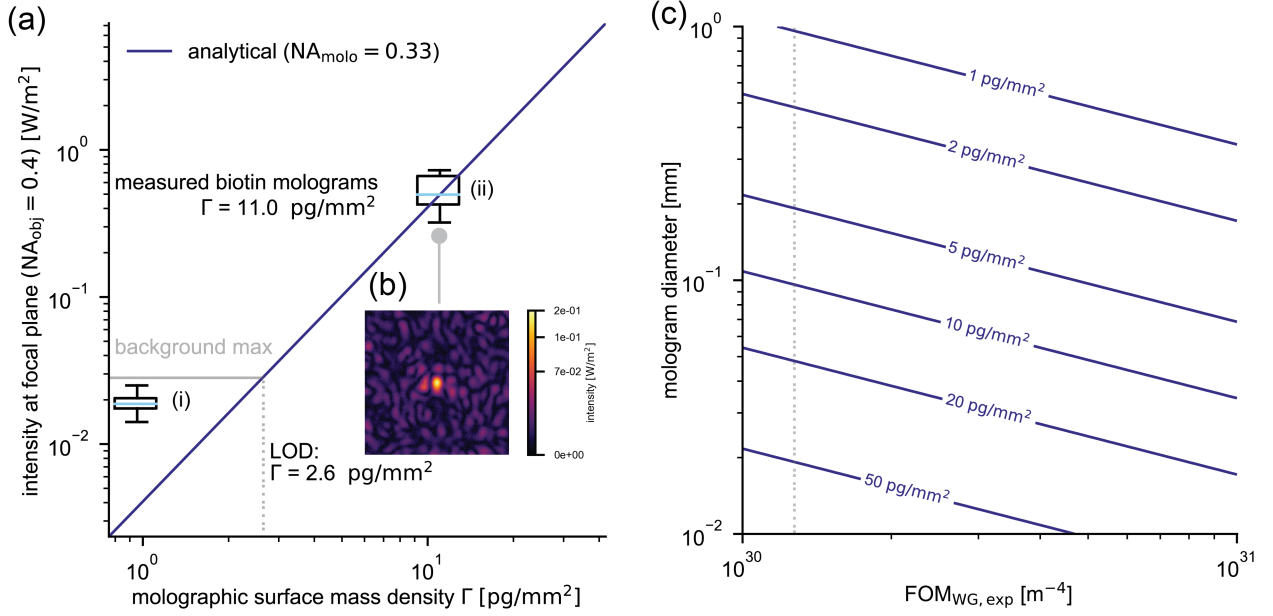 (a)
intensity at focal plane (NA_obj = 0.4) [W/m²]
10⁰
10⁻¹
10⁻²
analytical (NA_molo = 0.33)
measured biotin molograms
Γ = 11.0 pg/mm²
(ii)
(b)
2e-01
1e-01
7e-02
0e+00
intensity [W/m²]
background max
(i)
LOD:
Γ = 2.6 pg/mm²
10⁰
10¹
molographic surface mass density Γ [pg/mm²]
(c)
mologram diameter [mm]
10⁰
10⁻¹
10⁻²
1 pg/mm²
2 pg/mm²
5 pg/mm²
10 pg/mm²
20 pg/mm²
50 pg/mm²
10³⁰
10³¹
FOM_WG, exp [m⁻⁴]